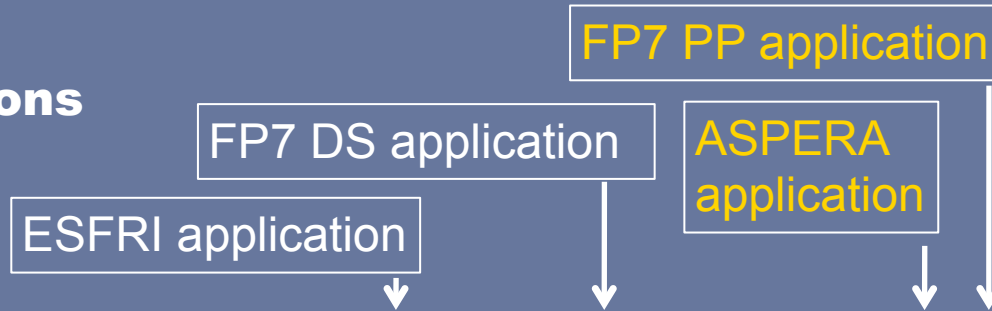 FP7 PP application
ons
FP7 DS application
ASPERA
application
ESFRI application